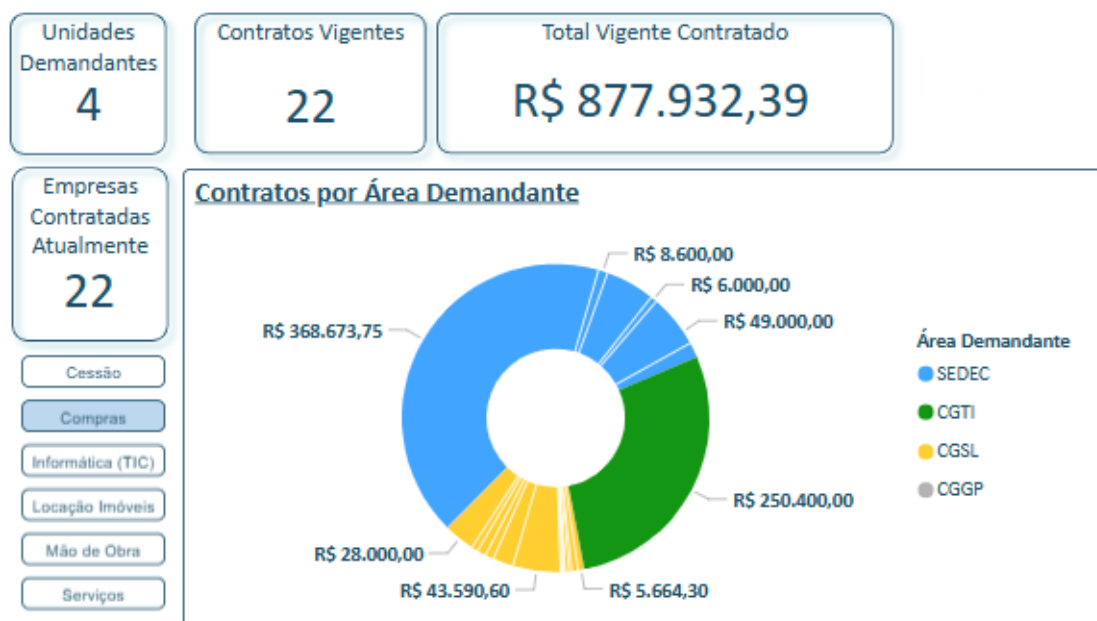 Unidades
Demandantes
4
Contratos Vigentes
22
Total Vigente Contratado
R$ 877.932,39
Empresas
Contratadas
Atualmente
22
Cessão
Compras
Informática (TIC)
Locação Imóveis
Mão de Obra
Serviços
Contratos por Área Demandante
R$ 8.600,00
R$ 6.000,00
R$ 49.000,00
R$ 368.673,75
R$ 250.400,00
R$ 28.000,00
R$ 43.590,60
R$ 5.664,30
Área Demandante
SEDEC
CGTI
CGSL
CGGP